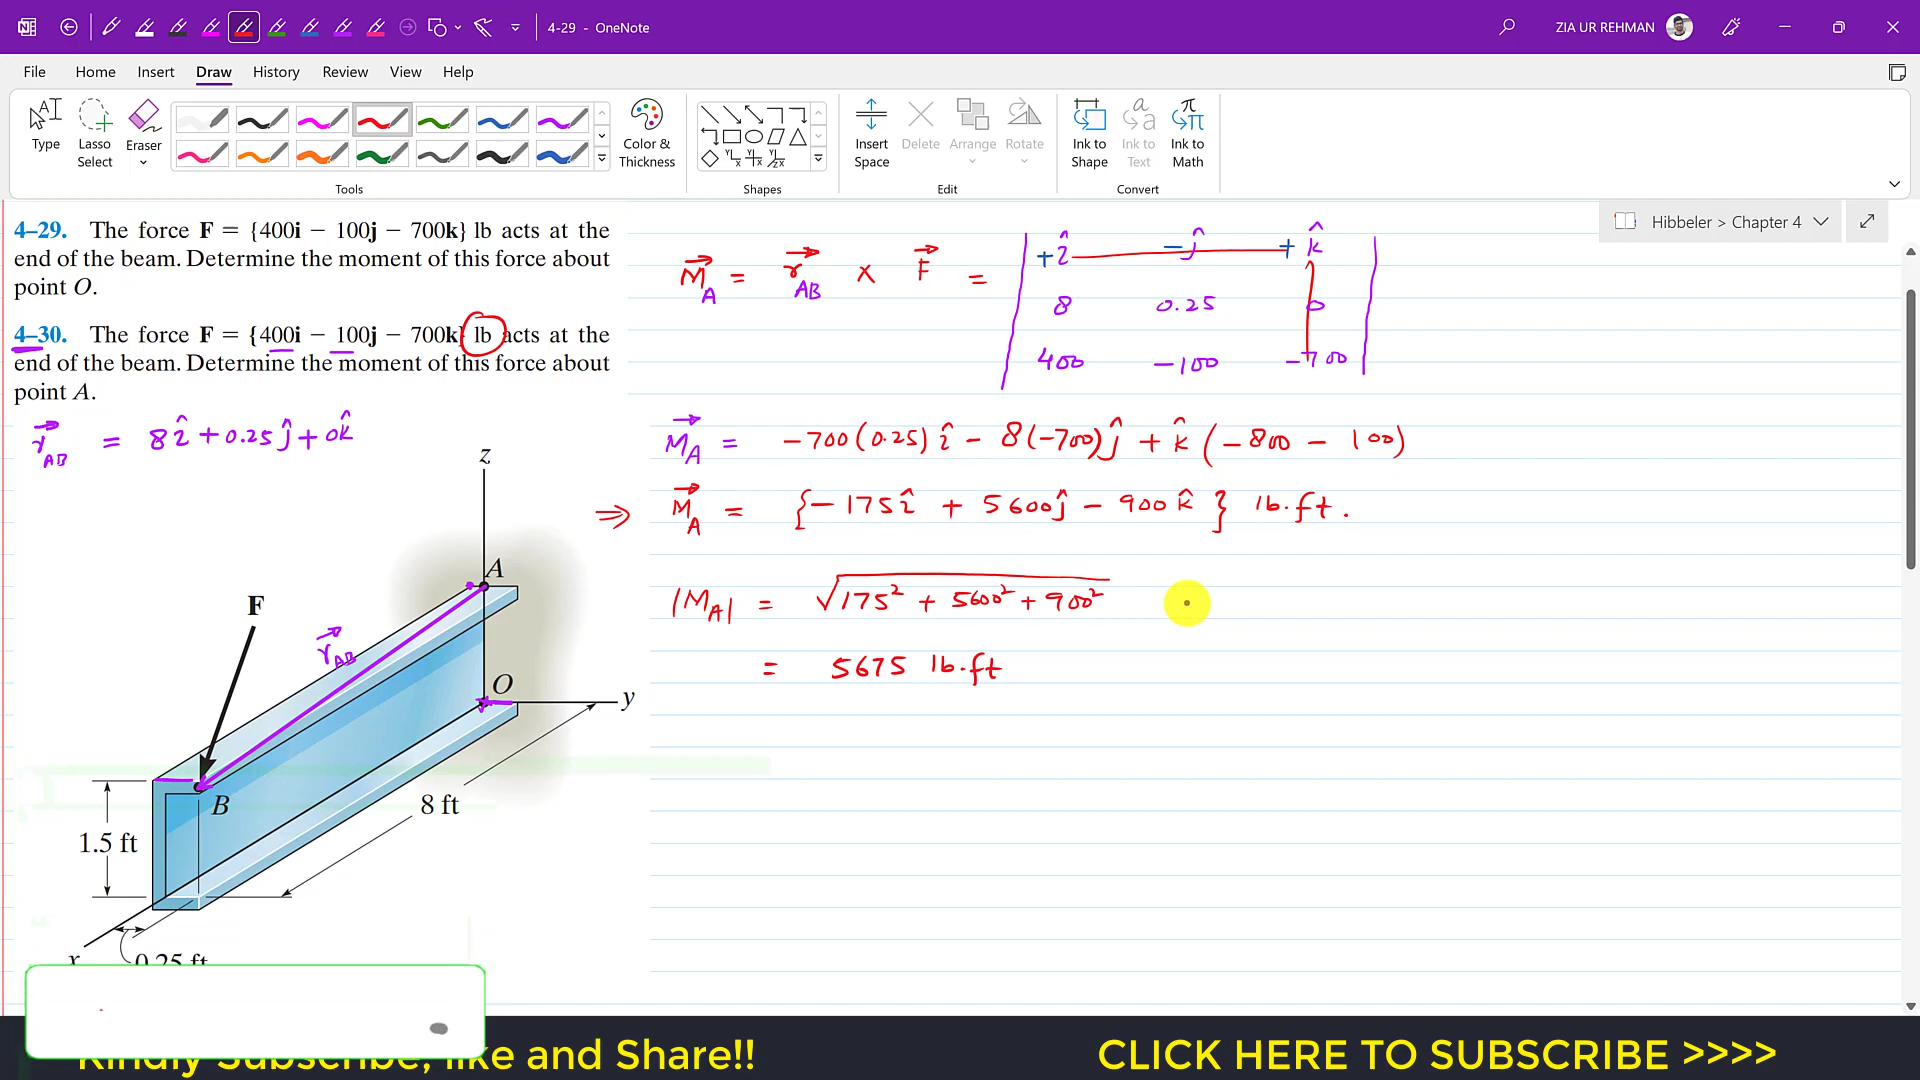 4-29 - OneNote
ZIA UR REHMAN
File Home Insert Draw History Review View Help
Type
Lasso Select
Eraser
Color & Thickness
Insert Space
Delete
Arrange
Rotate
Ink to Shape
Ink to Text
Ink to Math
Tools Shapes Edit Convert
Hibbeler > Chapter 4
4–29. The force F = {400i − 100j − 700k} lb acts at the
end of the beam. Determine the moment of this force about
point O.
4–30. The force F = {400i − 100j − 700k} lb acts at the
end of the beam. Determine the moment of this force about
point A.
r⃗AB = 8î + 0.25ĵ + 0k̂
z
A
F
r⃗AB
O
y
B
8 ft
1.5 ft
x
0.25 ft
M⃗A = r⃗AB × F⃗ = | +î −ĵ +k̂ |
8 0.25 0
400 −100 −700
M⃗A = −700(0.25)î − 8(−700)ĵ + k̂(−800 − 100)
⇒ M⃗A = {−175î + 5600ĵ − 900k̂} lb.ft.
|MA| = √175² + 5600² + 900²
= 5675 lb.ft
Kindly Subscribe, like and Share!!
CLICK HERE TO SUBSCRIBE >>>>